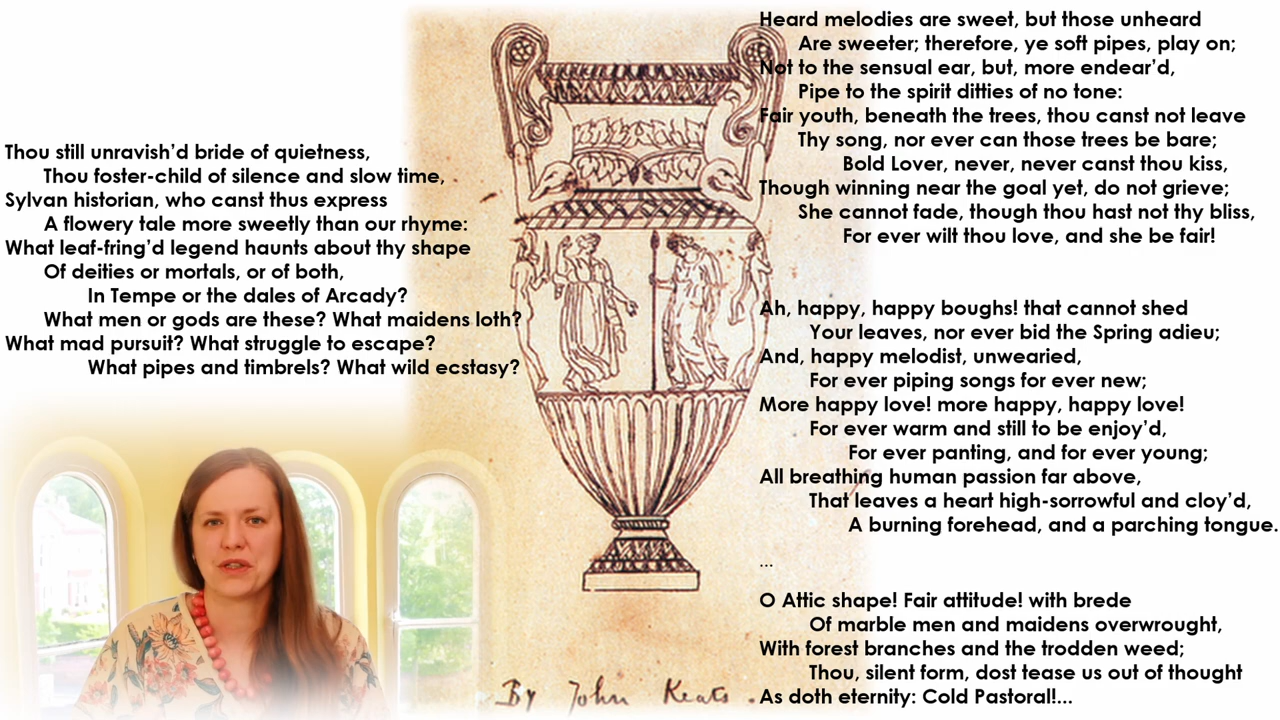 Thou still unravish’d bride of quietness,
Thou foster-child of silence and slow time,
Sylvan historian, who canst thus express
A flowery tale more sweetly than our rhyme:
What leaf-fring’d legend haunts about thy shape
Of deities or mortals, or of both,
In Tempe or the dales of Arcady?
What men or gods are these? What maidens loth?
What mad pursuit? What struggle to escape?
What pipes and timbrels? What wild ecstasy?
Heard melodies are sweet, but those unheard
Are sweeter; therefore, ye soft pipes, play on;
Not to the sensual ear, but, more endear’d,
Pipe to the spirit ditties of no tone:
Fair youth, beneath the trees, thou canst not leave
Thy song, nor ever can those trees be bare;
Bold Lover, never, never canst thou kiss,
Though winning near the goal yet, do not grieve;
She cannot fade, though thou hast not thy bliss,
For ever wilt thou love, and she be fair!
Ah, happy, happy boughs! that cannot shed
Your leaves, nor ever bid the Spring adieu;
And, happy melodist, unwearied,
For ever piping songs for ever new;
More happy love! more happy, happy love!
For ever warm and still to be enjoy’d,
For ever panting, and for ever young;
All breathing human passion far above,
That leaves a heart high-sorrowful and cloy’d,
A burning forehead, and a parching tongue.
...
O Attic shape! Fair attitude! with brede
Of marble men and maidens overwrought,
With forest branches and the trodden weed;
Thou, silent form, dost tease us out of thought
As doth eternity: Cold Pastoral!...
By John Keats.